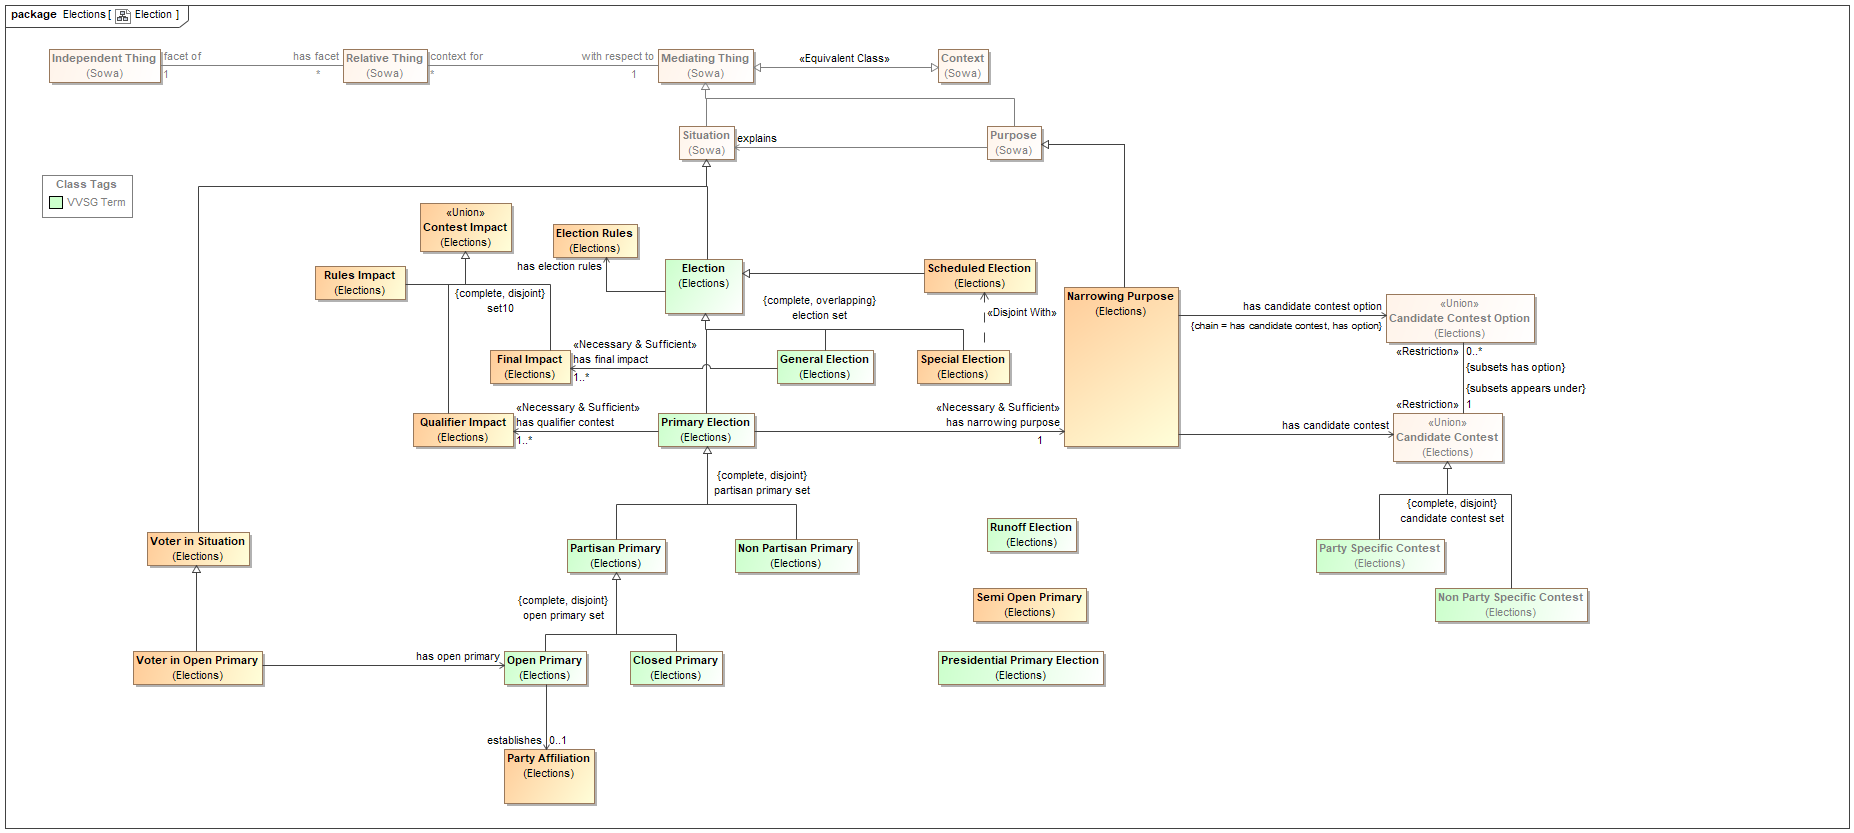 package Elections [ Election ]
Independent Thing
(Sowa)
facet of
1
has facet
*
Relative Thing
(Sowa)
context for
*
with respect to
1
Mediating Thing
(Sowa)
«Equivalent Class»
Context
(Sowa)
Situation
(Sowa)
explains
Purpose
(Sowa)
Class Tags
VVSG Term
«Union»
Contest Impact
(Elections)
Election Rules
(Elections)
has election rules
Rules Impact
(Elections)
{complete, disjoint}
set10
Election
(Elections)
Scheduled Election
(Elections)
{complete, overlapping}
election set
«Disjoint With»
Narrowing Purpose
(Elections)
has candidate contest option
{chain = has candidate contest, has option}
«Union»
Candidate Contest Option
(Elections)
«Restriction»
0..*
{subsets has option}
{subsets appears under}
«Restriction»
1
Final Impact
(Elections)
«Necessary & Sufficient»
has final impact
1..*
General Election
(Elections)
Special Election
(Elections)
Qualifier Impact
(Elections)
«Necessary & Sufficient»
has qualifier contest
1..*
Primary Election
(Elections)
«Necessary & Sufficient»
has narrowing purpose
1
has candidate contest
«Union»
Candidate Contest
(Elections)
{complete, disjoint}
partisan primary set
{complete, disjoint}
candidate contest set
Voter in Situation
(Elections)
Partisan Primary
(Elections)
Non Partisan Primary
(Elections)
Runoff Election
(Elections)
Party Specific Contest
(Elections)
{complete, disjoint}
open primary set
Semi Open Primary
(Elections)
Non Party Specific Contest
(Elections)
Voter in Open Primary
(Elections)
has open primary
Open Primary
(Elections)
Closed Primary
(Elections)
Presidential Primary Election
(Elections)
establishes
0..1
Party Affiliation
(Elections)